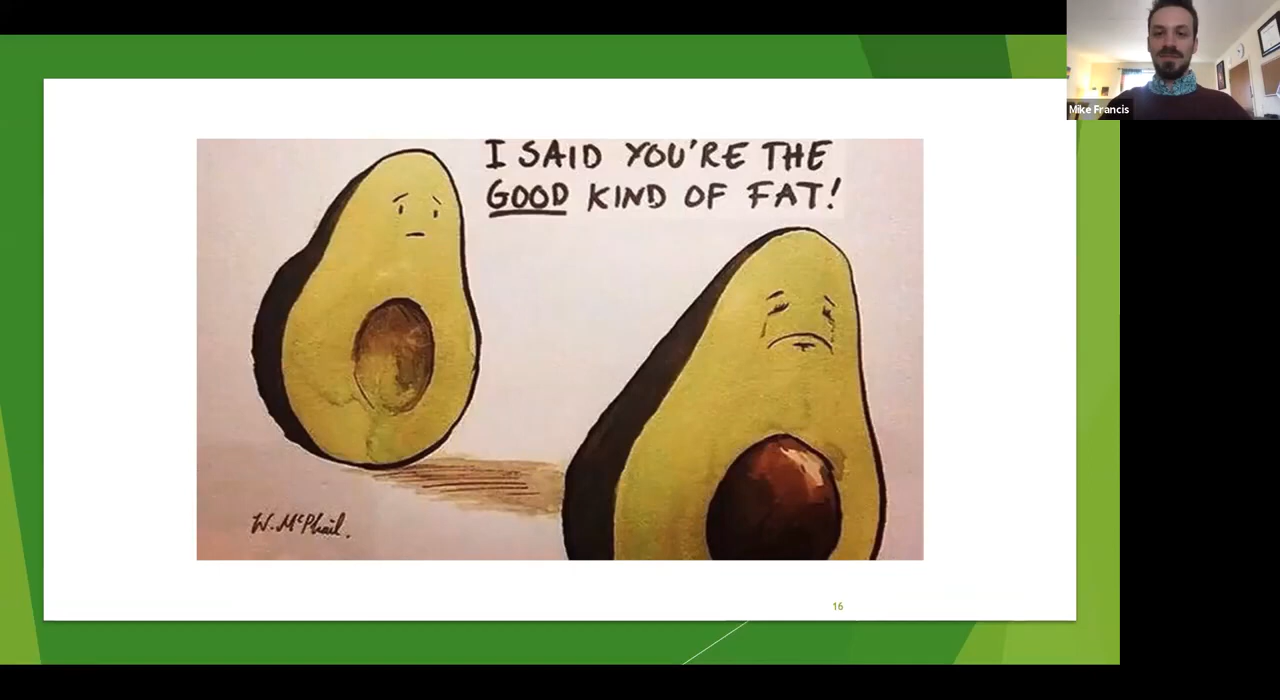 Mike Francis
I SAID YOU'RE THE
GOOD KIND OF FAT!
W. McPhail.
16